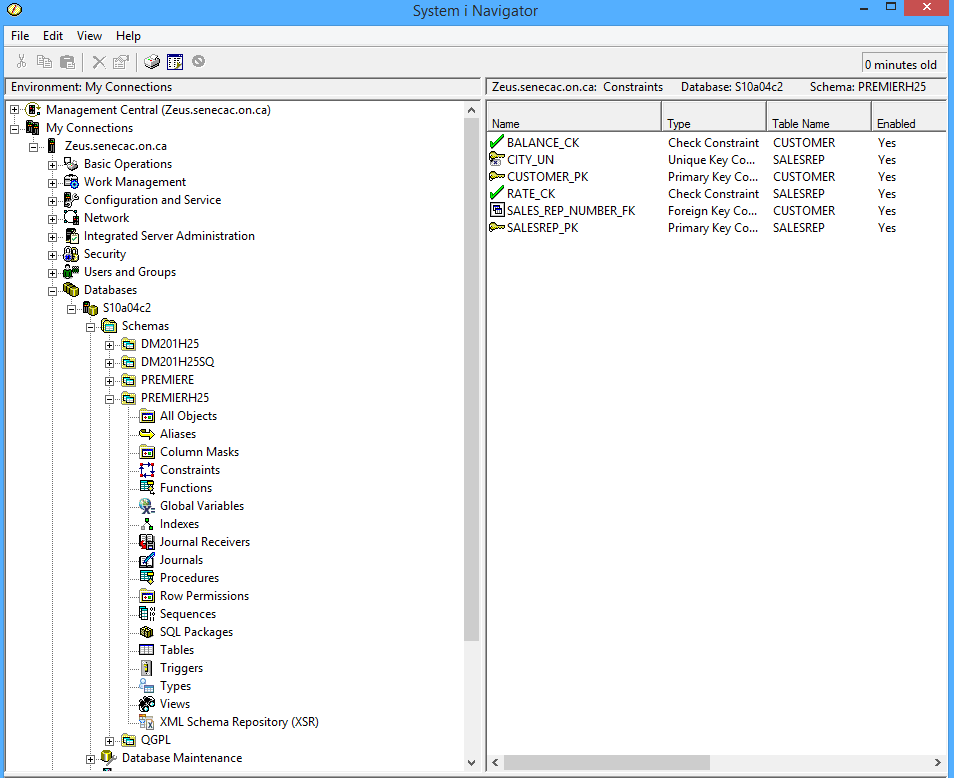 System i Navigator
File Edit View Help
0 minutes old
Environment: My Connections
Zeus.senecac.on.ca: Constraints Database: S10a04c2 Schema: PREMIERH25
Management Central (Zeus.senecac.on.ca)
My Connections
Zeus.senecac.on.ca
Basic Operations
Work Management
Configuration and Service
Network
Integrated Server Administration
Security
Users and Groups
Databases
S10a04c2
Schemas
DM201H25
DM201H25SQ
PREMIERE
PREMIERH25
All Objects
Aliases
Column Masks
Constraints
Functions
Global Variables
Indexes
Journal Receivers
Journals
Procedures
Row Permissions
Sequences
SQL Packages
Tables
Triggers
Types
Views
XML Schema Repository (XSR)
QGPL
Database Maintenance
Name Type Table Name Enabled
BALANCE_CK Check Constraint CUSTOMER Yes
CITY_UN Unique Key Co... SALESREP Yes
CUSTOMER_PK Primary Key Co... CUSTOMER Yes
RATE_CK Check Constraint SALESREP Yes
SALES_REP_NUMBER_FK Foreign Key Co... CUSTOMER Yes
SALESREP_PK Primary Key Co... SALESREP Yes